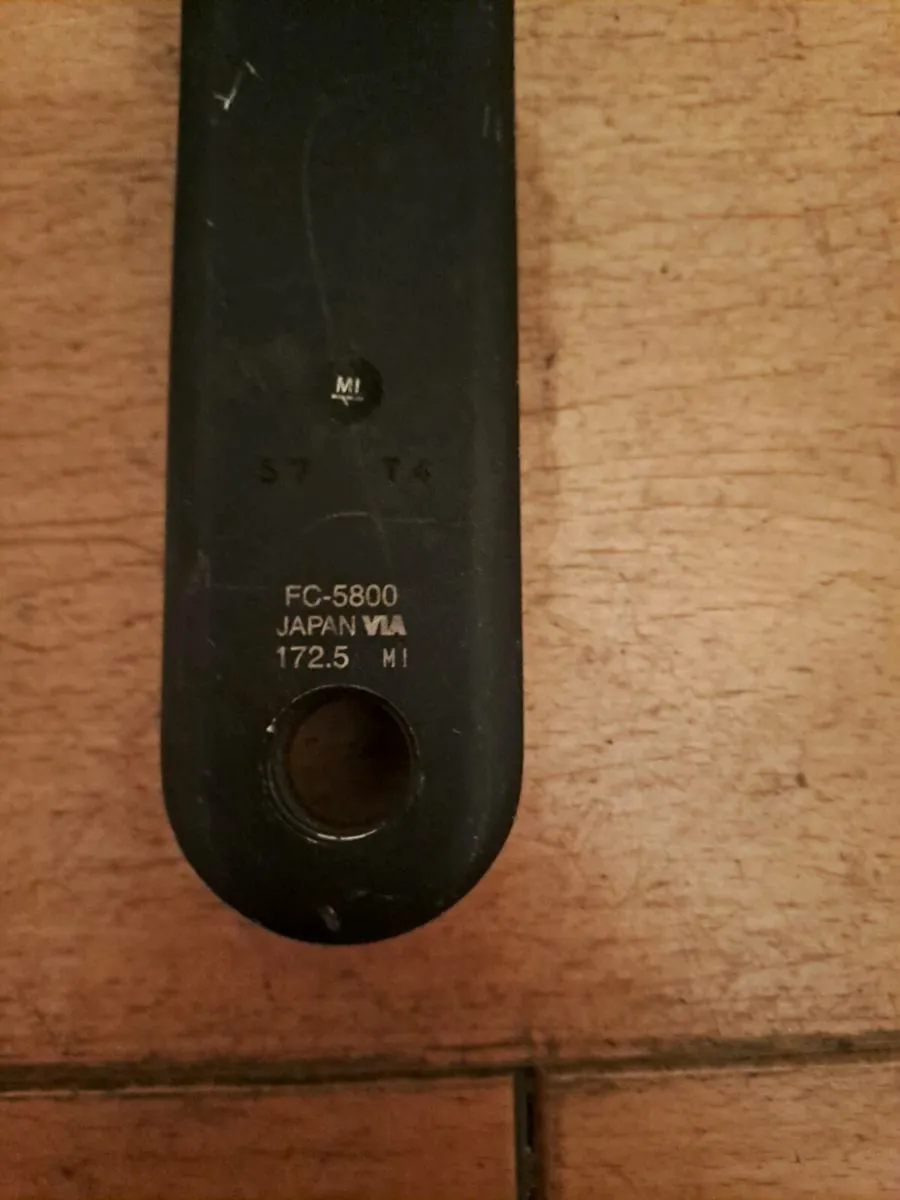 MI
S7 T4
FC-5800
JAPAN VIA
172.5 MI